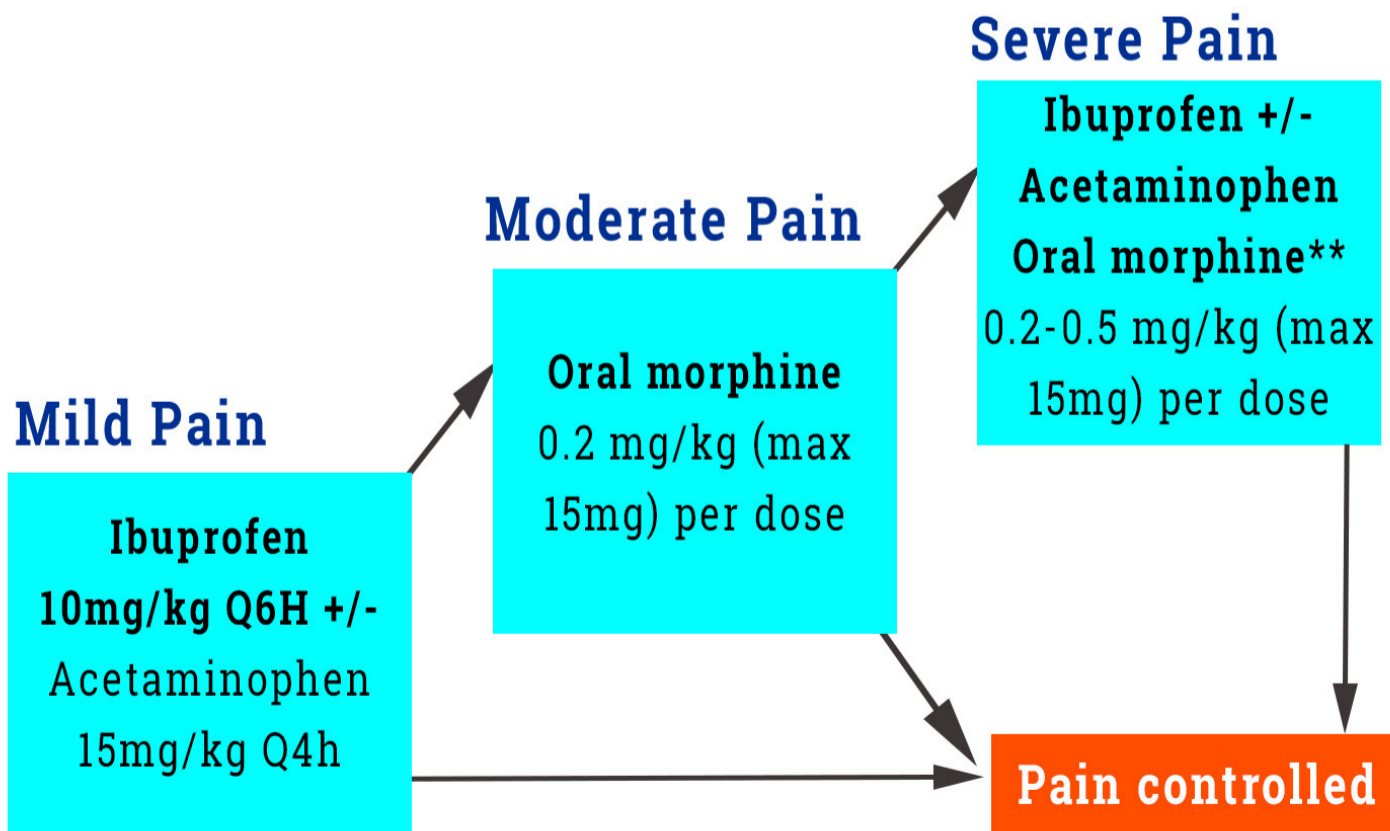 Severe Pain
Ibuprofen +/-
Acetaminophen
Oral morphine**
0.2-0.5 mg/kg (max
15mg) per dose
Moderate Pain
Oral morphine
0.2 mg/kg (max
15mg) per dose
Mild Pain
Ibuprofen
10mg/kg Q6H +/-
Acetaminophen
15mg/kg Q4h
Pain controlled